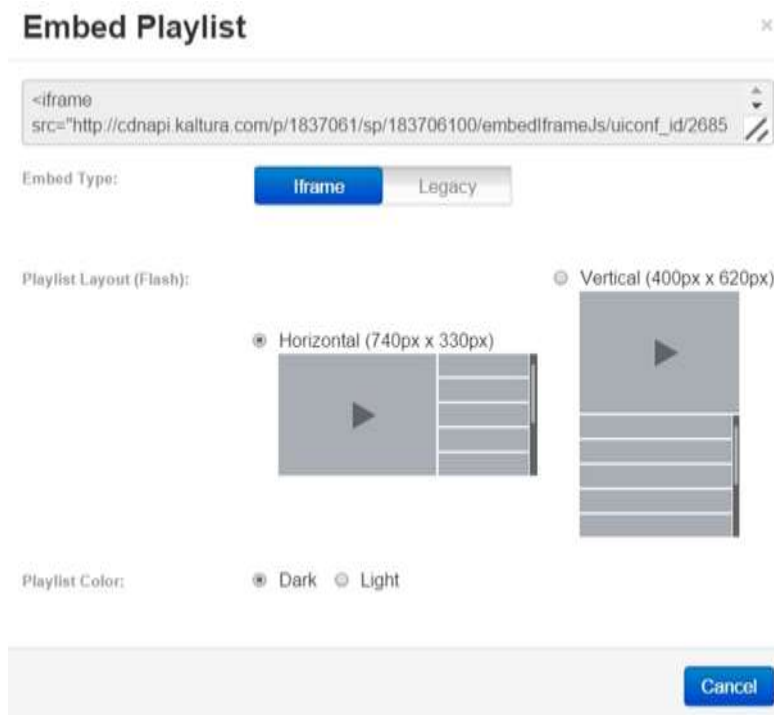 Embed Playlist
<iframe
src="http://cdnapi.kaltura.com/p/1837061/sp/183706100/embedIframeJs/uiconf_id/2685
Embed Type:
Iframe Legacy
Playlist Layout (Flash):
Vertical (400px x 620px)
Horizontal (740px x 330px)
Playlist Color:
Dark Light
Cancel